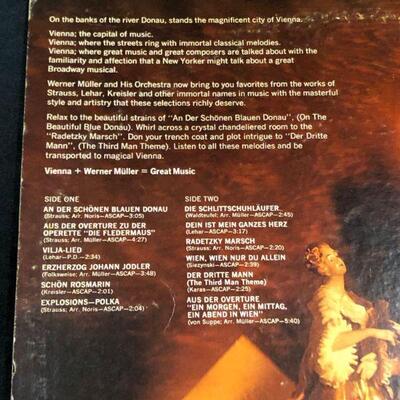 On the banks of the river Donau, stands the magnificent city of Vienna.
Vienna; the capital of music.
Vienna; where the streets ring with immortal classical melodies.
Vienna; where great music and great composers are talked about with the
familiarity and affection that a New Yorker might talk about a great
Broadway musical.
Werner Müller and His Orchestra now bring to you favorites from the works of
Strauss, Lehar, Kreisler and other immortal names in music with the masterful
style and artistry that these selections richly deserve.
Relax to the beautiful strains of "An Der Schönen Blauen Donau", (On The
Beautiful Blue Donau). Whirl across a crystal chandeliered room to the
"Radetzky Marsch". Don your trench coat and plot intrigue to "Der Dritte
Mann", (The Third Man Theme). Listen to all these melodies and be
transported to magical Vienna.
Vienna + Werner Müller = Great Music
SIDE ONE
AN DER SCHÖNEN BLAUEN DONAU
(Strauss; Arr. Noris—ASCAP—3:05)
AUS DER OVERTURE ZU DER
OPERETTE "DIE FLEDERMAUS"
(Strauss; Arr. Müller—ASCAP—4:27)
VILJA-LIED
(Lehar—P.D.—2:34)
ERZHERZOG JOHANN JODLER
(Folksweise; Arr. Müller—ASCAP—3:48)
SCHÖN ROSMARIN
(Kreisler—ASCAP—2:01)
EXPLOSIONS—POLKA
(Strauss; Arr. Noris—ASCAP—2:04)
SIDE TWO
DIE SCHLITTSCHUHLÄUFER
(Waldteufel; Arr. Müller—ASCAP—2:45)
DEIN IST MEIN GANZES HERZ
(Lehar—ASCAP—3:17)
RADETZKY MARSCH
(Strauss; Arr. Noris—ASCAP—2:20)
WIEN, WIEN NUR DU ALLEIN
(Siezynski—ASCAP—2:39)
DER DRITTE MANN
(The Third Man Theme)
(Karas—ASCAP—2:25)
AUS DER OVERTURE
"EIN MORGEN, EIN MITTAG,
EIN ABEND IN WIEN"
(von Suppe; Arr. Müller—ASCAP—5:40)